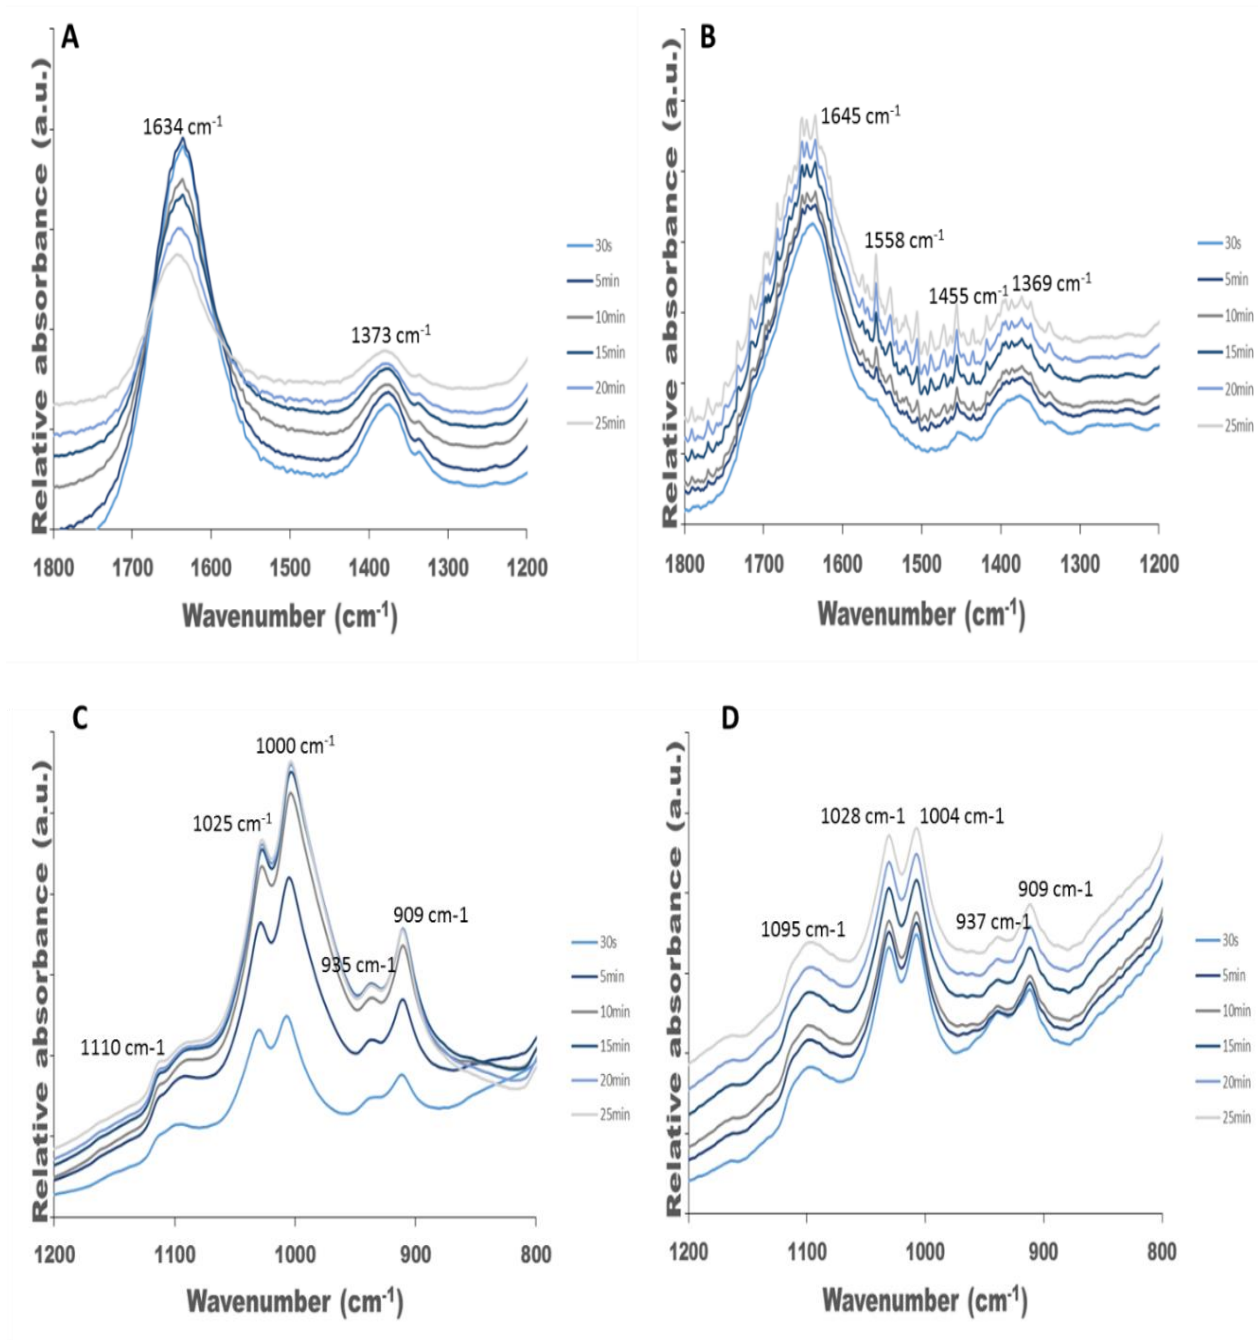 A
Relative absorbance (a.u.)
1634 cm-1
1373 cm-1
30s
5min
10min
15min
20min
25min
1800 1700 1600 1500 1400 1300 1200
Wavenumber (cm-1)
B
Relative absorbance (a.u.)
1645 cm-1
1558 cm-1
1455 cm-1
1369 cm-1
30s
5min
10min
15min
20min
25min
1800 1700 1600 1500 1400 1300 1200
Wavenumber (cm-1)
C
Relative absorbance (a.u.)
1000 cm-1
1025 cm-1
909 cm-1
935 cm-1
1110 cm-1
30s
5min
10min
15min
20min
25min
1200 1100 1000 900 800
Wavenumber (cm-1)
D
Relative absorbance (a.u.)
1028 cm-1 1004 cm-1
909 cm-1
937 cm-1
1095 cm-1
30s
5min
10min
15min
20min
25min
1200 1100 1000 900 800
Wavenumber (cm-1)